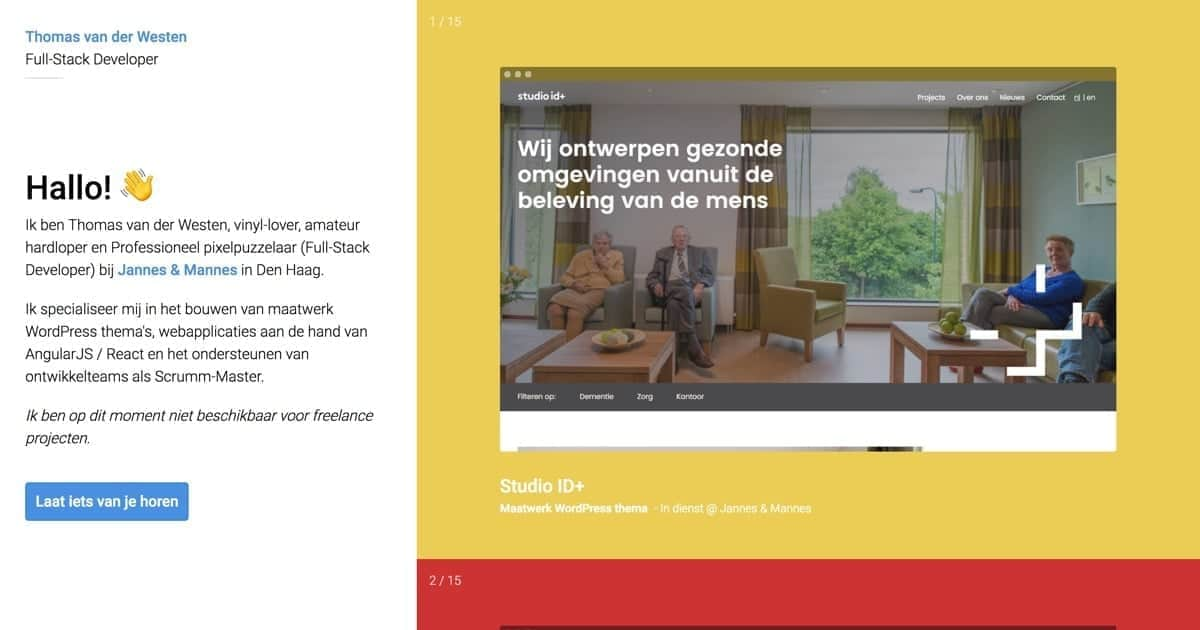 Thomas van der Westen
Full-Stack Developer
Hallo! 👋
Ik ben Thomas van der Westen, vinyl-lover, amateur
hardloper en Professioneel pixelpuzzelaar (Full-Stack
Developer) bij Jannes & Mannes in Den Haag.
Ik specialiseer mij in het bouwen van maatwerk
WordPress thema's, webapplicaties aan de hand van
AngularJS / React en het ondersteunen van
ontwikkelteams als Scrumm-Master.
Ik ben op dit moment niet beschikbaar voor freelance
projecten.
Laat iets van je horen
1 / 15
studio id+
Projects Over ons Nieuws Contact nl | en
Wij ontwerpen gezonde
omgevingen vanuit de
beleving van de mens
Filteren op: Dementie Zorg Kantoor
Studio ID+
Maatwerk WordPress thema - In dienst @ Jannes & Mannes
2 / 15